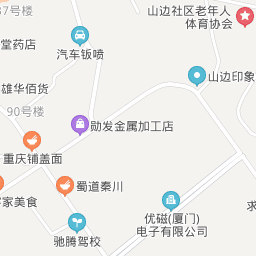 87号楼
山边社区老年人
体育协会
堂药店
汽车钣喷
山边印象
雄华百货
90号楼
勋发金属加工店
重庆铺盖面
蜀道秦川
家美食
优磁(厦门)
电子有限公司
驰腾驾校